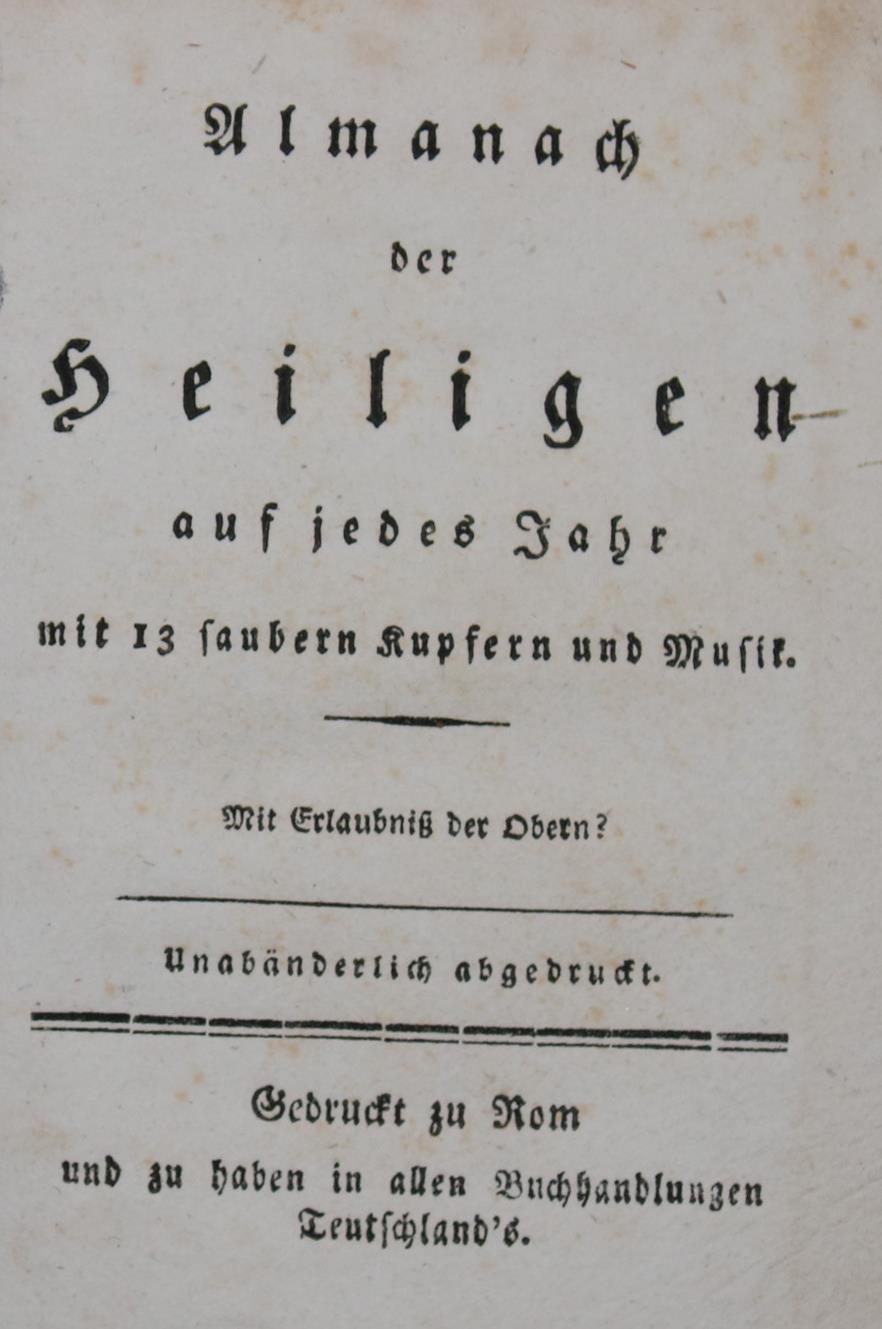 Almanach
der
Heiligen
auf jedes Jahr
mit 13 ſaubern Kupfern und Muſik.
Mit Erlaubniß der Obern?
Unabänderlich abgedruckt.
Gedruckt zu Rom
und zu haben in allen Buchhandlungen
Teutſchland's.